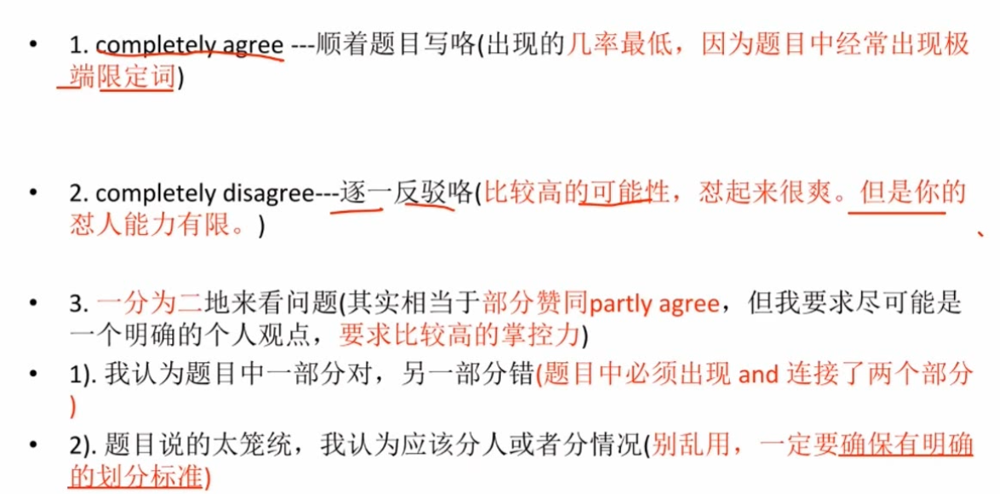 • 1. completely agree ---顺着题目写咯(出现的几率最低，因为题目中经常出现极
端限定词)
• 2. completely disagree---逐一反驳咯(比较高的可能性，怼起来很爽。但是你的
怼人能力有限。)
• 3. 一分为二地来看问题(其实相当于部分赞同partly agree，但我要求尽可能是
一个明确的个人观点，要求比较高的掌控力)
• 1). 我认为题目中一部分对，另一部分错(题目中必须出现 and 连接了两个部分
)
• 2). 题目说的太笼统，我认为应该分人或者分情况(别乱用，一定要确保有明确
的划分标准)